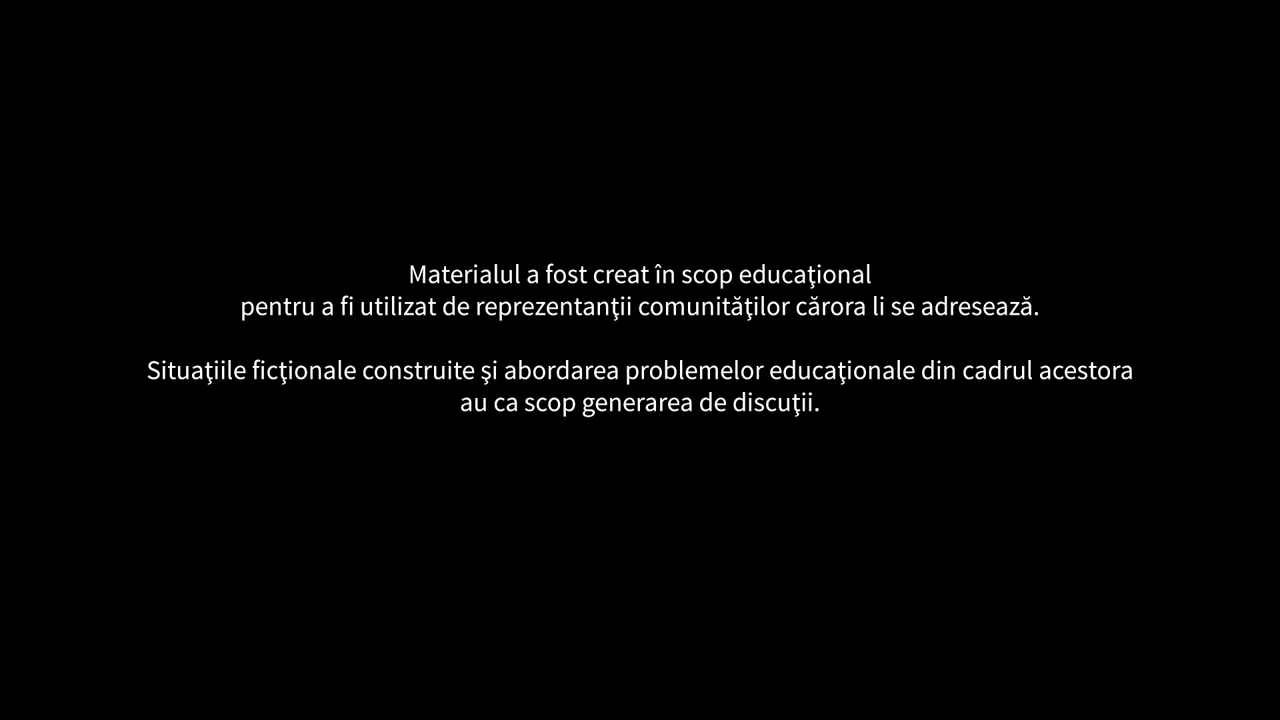 Materialul a fost creat în scop educaţional
pentru a fi utilizat de reprezentanţii comunităţilor cărora li se adresează.
Situaţiile ficţionale construite şi abordarea problemelor educaţionale din cadrul acestora
au ca scop generarea de discuţii.